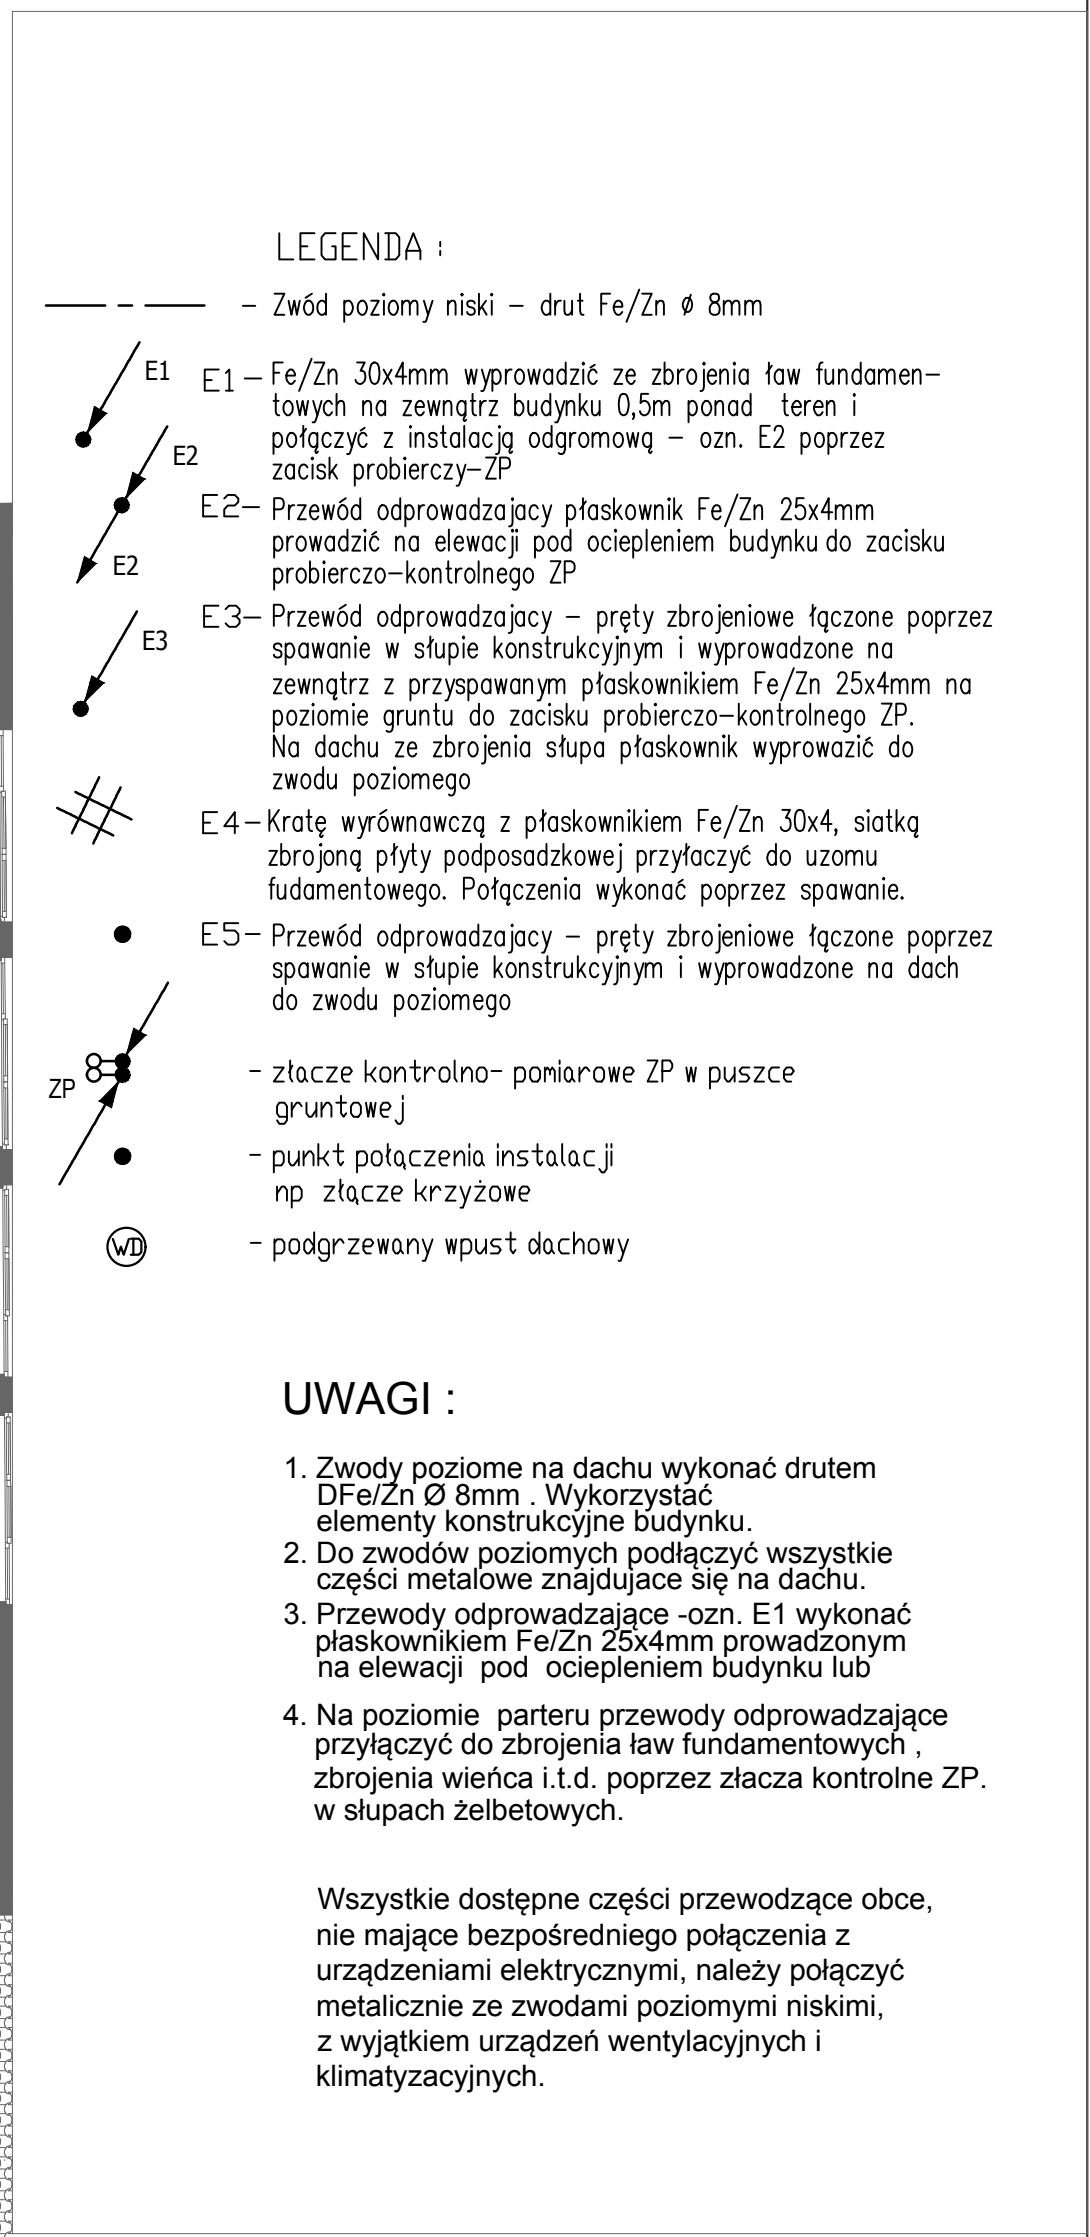 LEGENDA :
– Zwód poziomy niski – drut Fe/Zn Ø 8mm
E1
E1– Fe/Zn 30x4mm wyprowadzić ze zbrojenia ław fundamen–
towych na zewnątrz budynku 0,5m ponad teren i
połączyć z instalacją odgromową – ozn. E2 poprzez
E2
zacisk probierczy–ZP
E2– Przewód odprowadzajacy płaskownik Fe/Zn 25x4mm
prowadzić na elewacji pod ociepleniem budynku do zacisku
E2
probierczo–kontrolnego ZP
E3– Przewód odprowadzajacy – pręty zbrojeniowe łączone poprzez
E3
spawanie w słupie konstrukcyjnym i wyprowadzone na
zewnątrz z przyspawanym płaskownikiem Fe/Zn 25x4mm na
poziomie gruntu do zacisku probierczo–kontrolnego ZP.
Na dachu ze zbrojenia słupa płaskownik wyprowazić do
zwodu poziomego
E4– Kratę wyrównawczą z płaskownikiem Fe/Zn 30x4, siatką
zbrojoną płyty podposadzkowej przyłaczyć do uzomu
fudamentowego. Połączenia wykonać poprzez spawanie.
E5– Przewód odprowadzajacy – pręty zbrojeniowe łączone poprzez
spawanie w słupie konstrukcyjnym i wyprowadzone na dach
do zwodu poziomego
ZP
- złacze kontrolno- pomiarowe ZP w puszce
gruntowej
- punkt połączenia instalacji
np złącze krzyżowe
WD
- podgrzewany wpust dachowy
UWAGI :
1. Zwody poziome na dachu wykonać drutem
DFe/Zn Ø 8mm . Wykorzystać
elementy konstrukcyjne budynku.
2. Do zwodów poziomych podłączyć wszystkie
części metalowe znajdujace się na dachu.
3. Przewody odprowadzające -ozn. E1 wykonać
płaskownikiem Fe/Zn 25x4mm prowadzonym
na elewacji pod ociepleniem budynku lub
4. Na poziomie parteru przewody odprowadzające
przyłączyć do zbrojenia ław fundamentowych ,
zbrojenia wieńca i.t.d. poprzez złacza kontrolne ZP.
w słupach żelbetowych.
Wszystkie dostępne części przewodzące obce,
nie mające bezpośredniego połączenia z
urządzeniami elektrycznymi, należy połączyć
metalicznie ze zwodami poziomymi niskimi,
z wyjątkiem urządzeń wentylacyjnych i
klimatyzacyjnych.